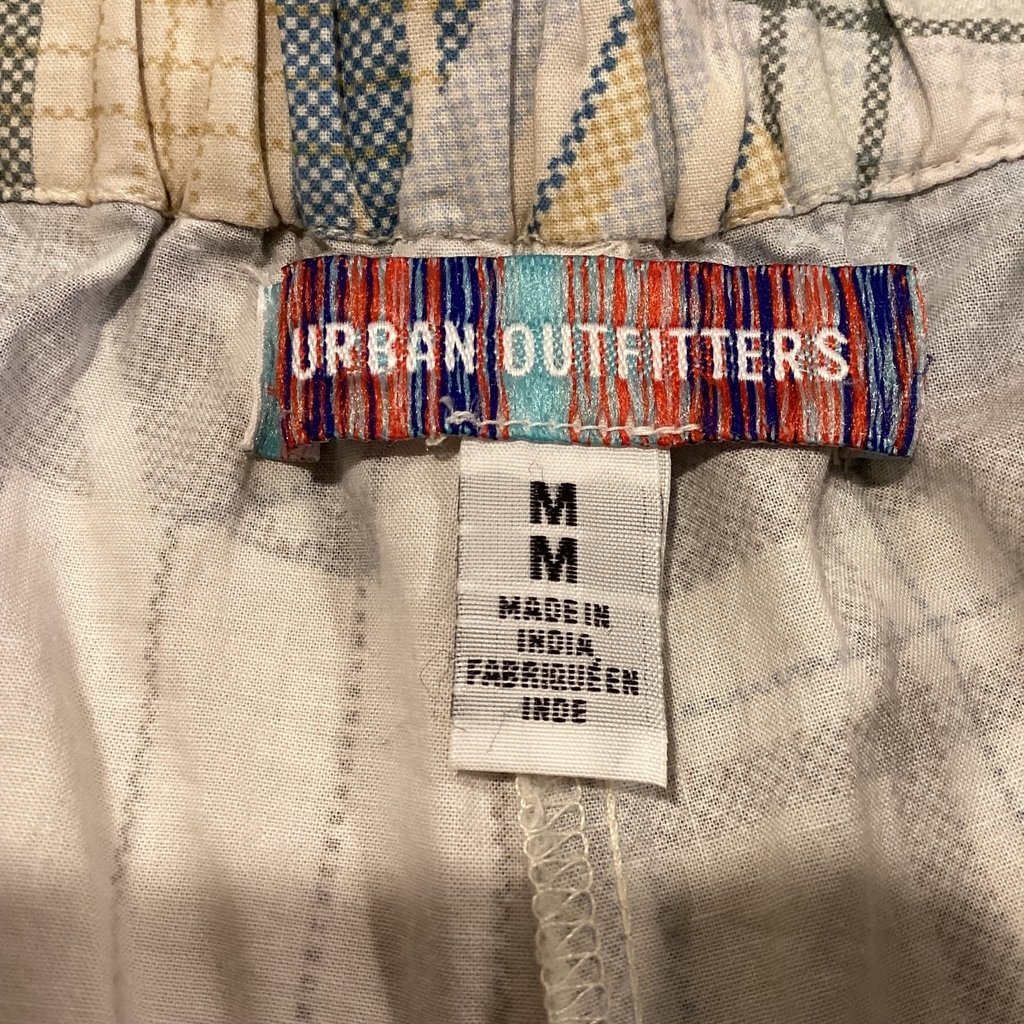 URBAN OUTFITTERS
M
M
MADE IN
INDIA
FABRIQUÉ EN
INDE